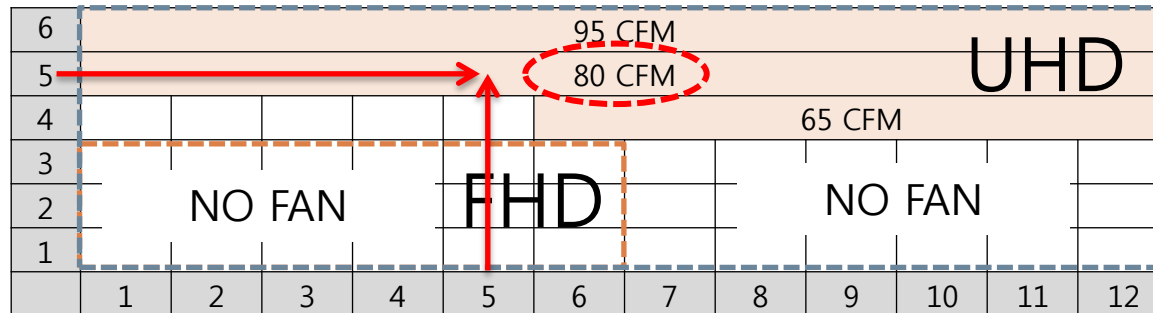 6 95 CFM
5 80 CFM UHD
4 65 CFM
3
2 NO FAN FHD NO FAN
1
1 2 3 4 5 6 7 8 9 10 11 12